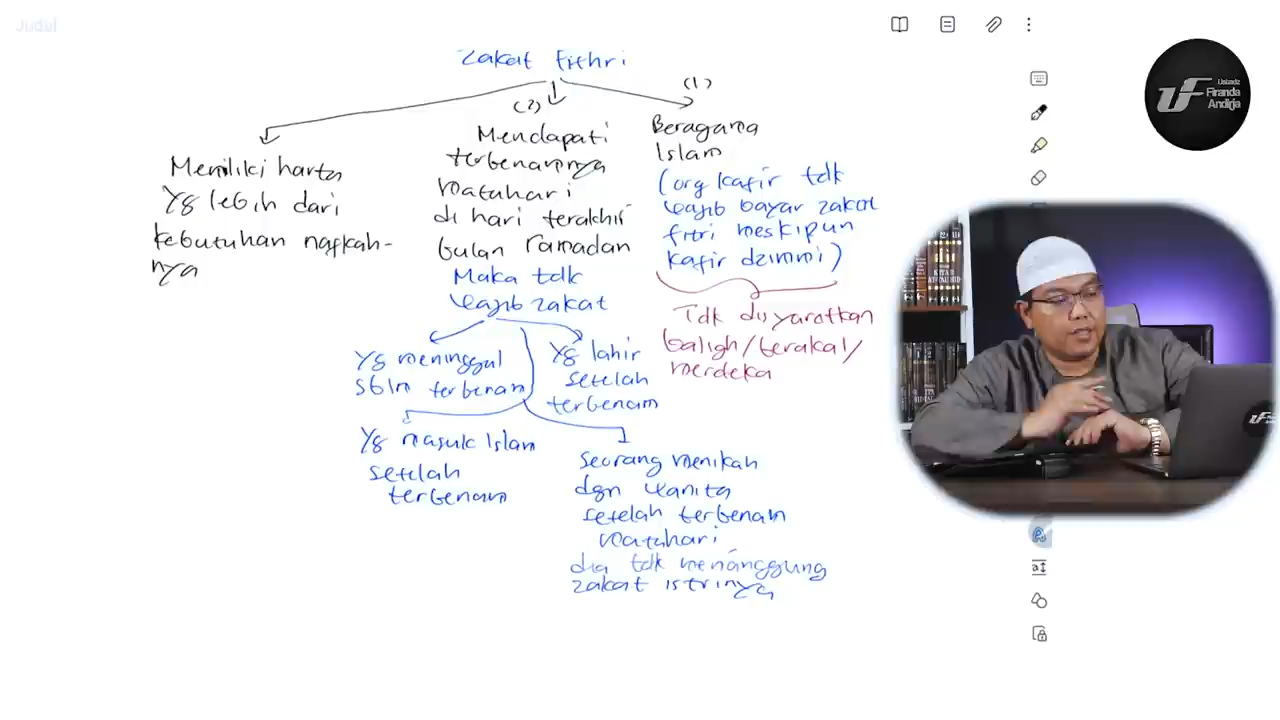 Judul
Ustadz
Firanda
Andirja
Zakat Fithri
(1)
Beragama
Islam
(org kafir tdk
wajib bayar zakat
fitri meskipun
kafir dzimmi)
Tdk disyaratkan
baligh/berakal/
merdeka
(2)
Mendapati
terbenamnya
matahari
di hari terakhir
bulan ramadan
Maka tdk
wajib zakat
Yg meninggal
sblm terbenam
Yg lahir
setelah
terbenam
Yg masuk Islam
setelah
terbenam
Seorang menikah
dgn wanita
setelah terbenam
matahari
dia tdk menanggung
zakat istrinya
Memiliki harta
Yg lebih dari
kebutuhan nafkah-
nya